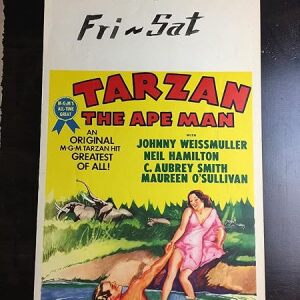 Fri ~ Sat
TARZAN
THE APE MAN
M-G-M's
ALL-TIME
GREAT
AN
ORIGINAL
M-G-M TARZAN HIT
GREATEST
OF ALL!
WITH
JOHNNY WEISSMULLER
NEIL HAMILTON
C. AUBREY SMITH
MAUREEN O'SULLIVAN